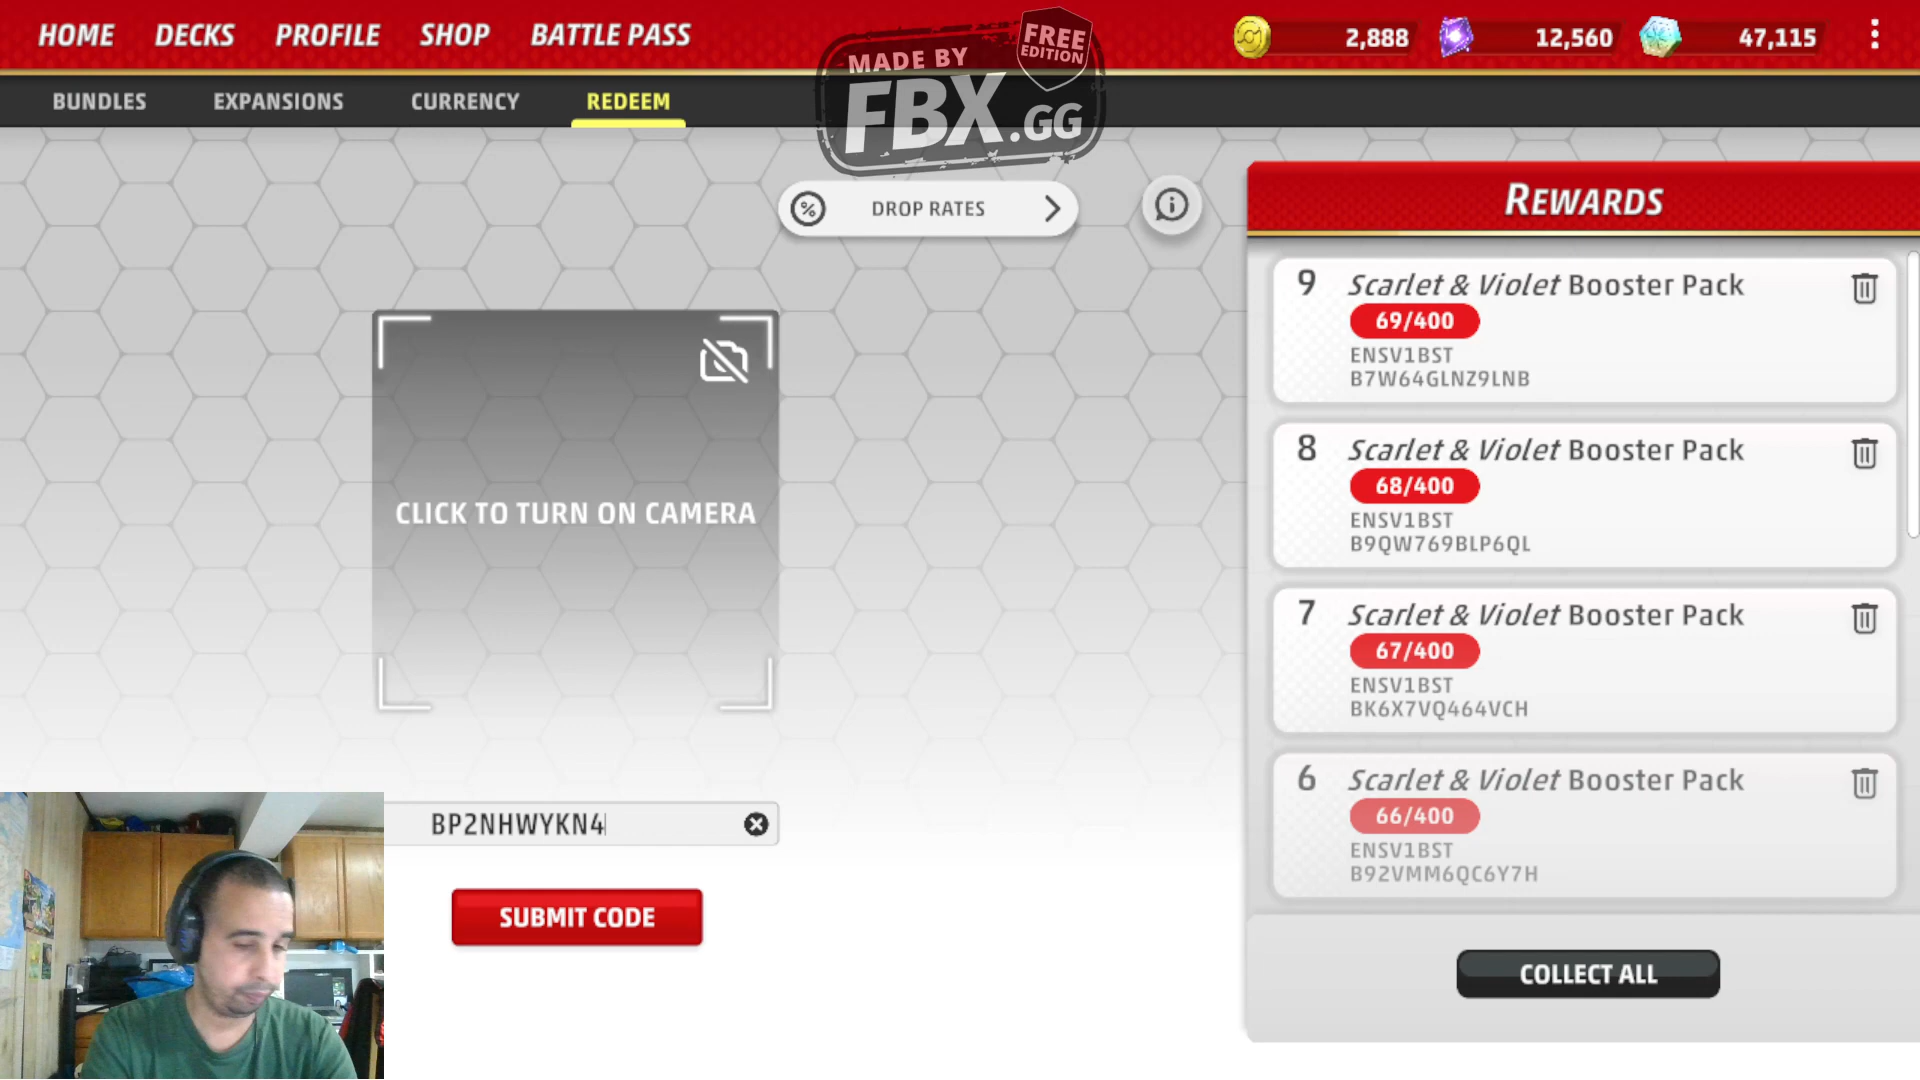 HOME DECKS PROFILE SHOP BATTLE PASS
2,888 12,560 47,115
MADE BY
FBX.GG
FREE
EDITION
BUNDLES EXPANSIONS CURRENCY REDEEM
DROP RATES
CLICK TO TURN ON CAMERA
BP2NHWYKN4
SUBMIT CODE
REWARDS
9 Scarlet & Violet Booster Pack
69/400
ENSV1BST
B7W64GLNZ9LNB
8 Scarlet & Violet Booster Pack
68/400
ENSV1BST
B9QW769BLP6QL
7 Scarlet & Violet Booster Pack
67/400
ENSV1BST
BK6X7VQ464VCH
6 Scarlet & Violet Booster Pack
66/400
ENSV1BST
B92VMM6QC6Y7H
COLLECT ALL